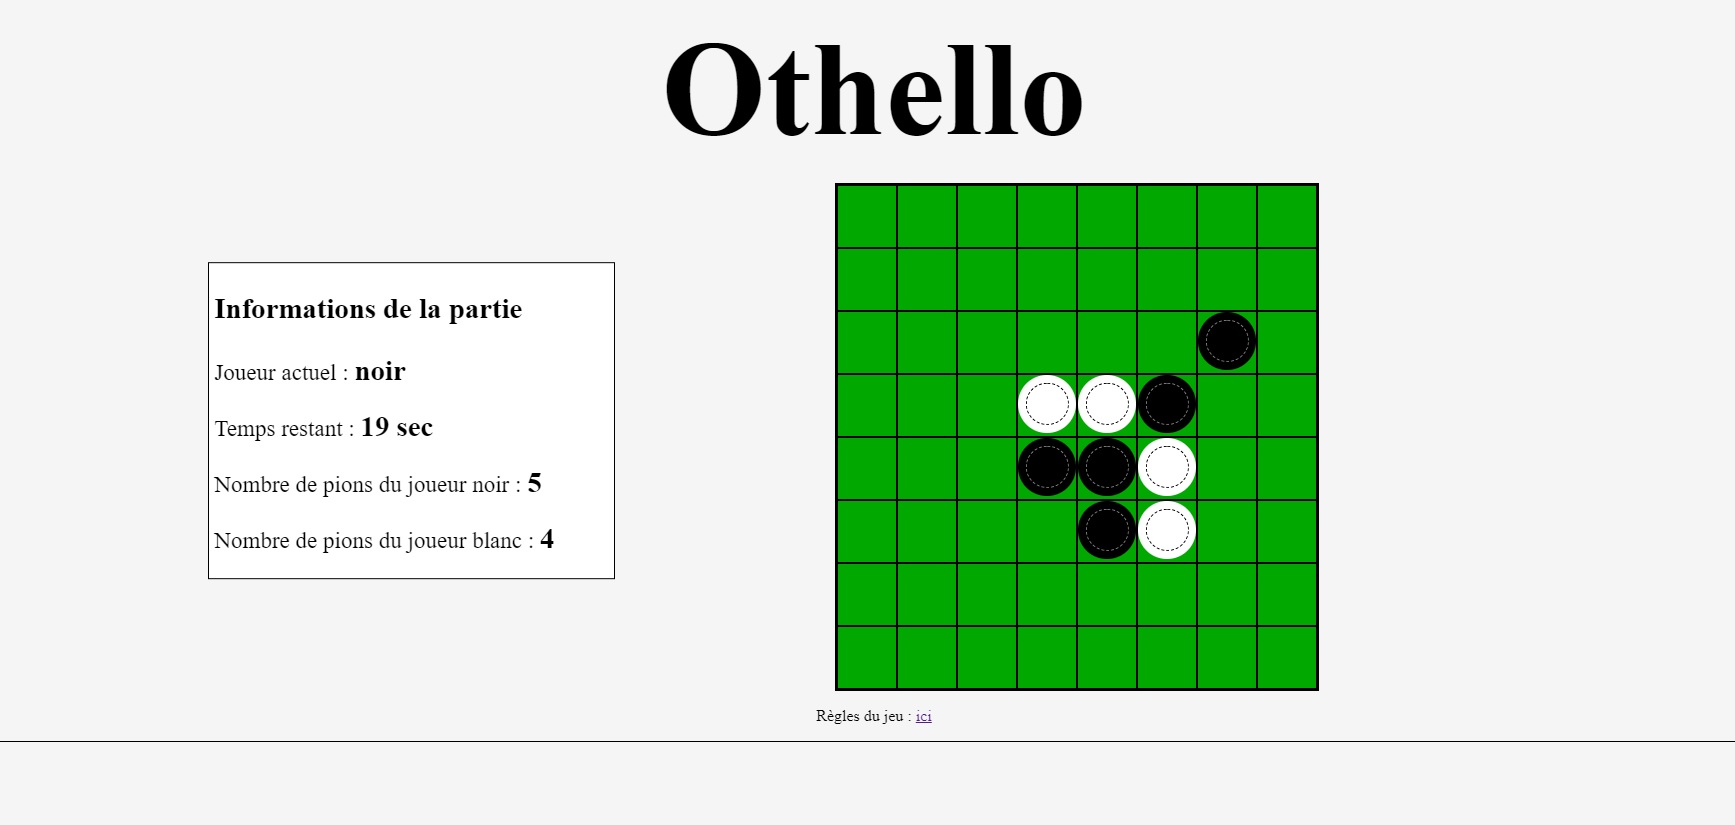 Othello
Informations de la partie
Joueur actuel : noir
Temps restant : 19 sec
Nombre de pions du joueur noir : 5
Nombre de pions du joueur blanc : 4
Règles du jeu : ici